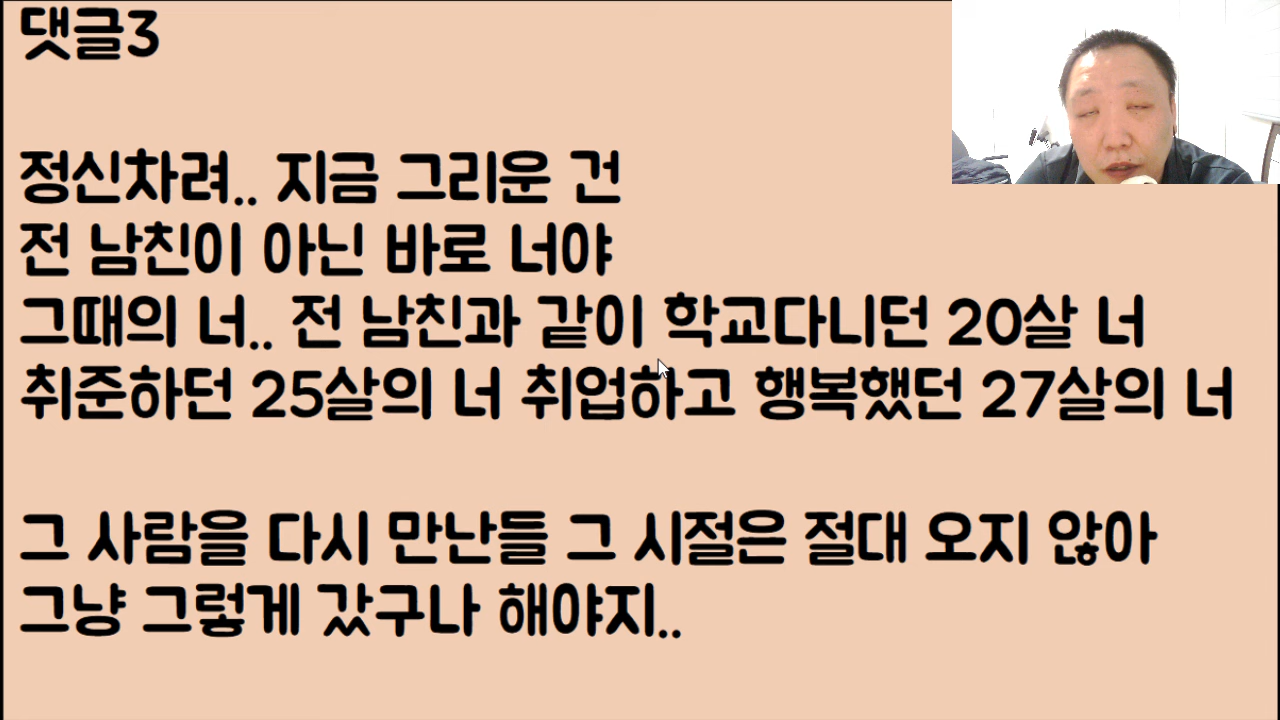 댓글3
정신차려.. 지금 그리운 건
전 남친이 아닌 바로 너야
그때의 너.. 전 남친과 같이 학교다니던 20살 너
취준하던 25살의 너 취업하고 행복했던 27살의 너
그 사람을 다시 만난들 그 시절은 절대 오지 않아
그냥 그렇게 갔구나 해야지..